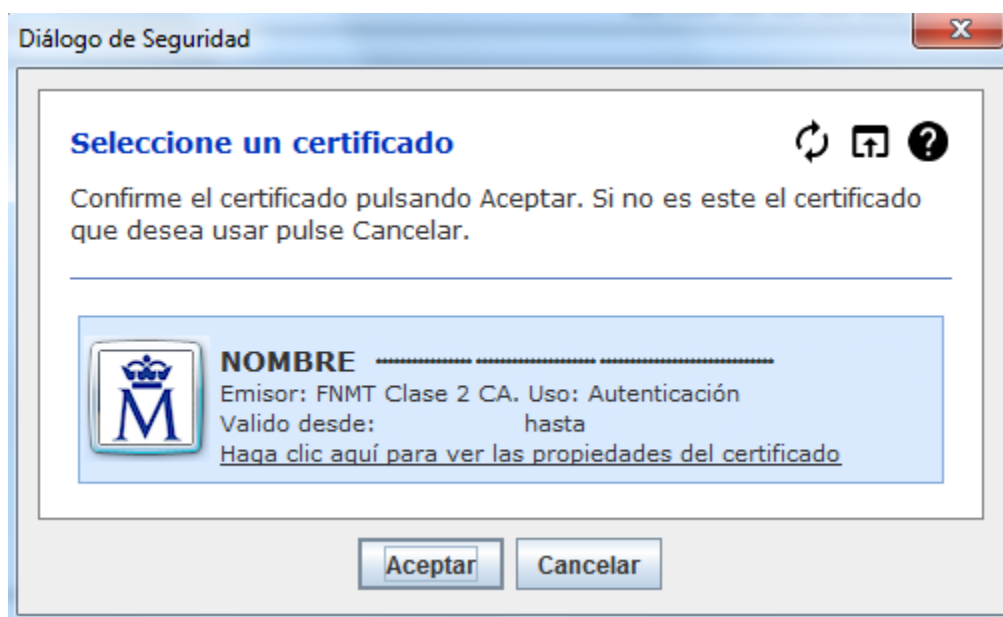 Diálogo de Seguridad
Seleccione un certificado
Confirme el certificado pulsando Aceptar. Si no es este el certificado
que desea usar pulse Cancelar.
NOMBRE
Emisor: FNMT Clase 2 CA. Uso: Autenticación
Valido desde: hasta
Haga clic aquí para ver las propiedades del certificado
Aceptar Cancelar